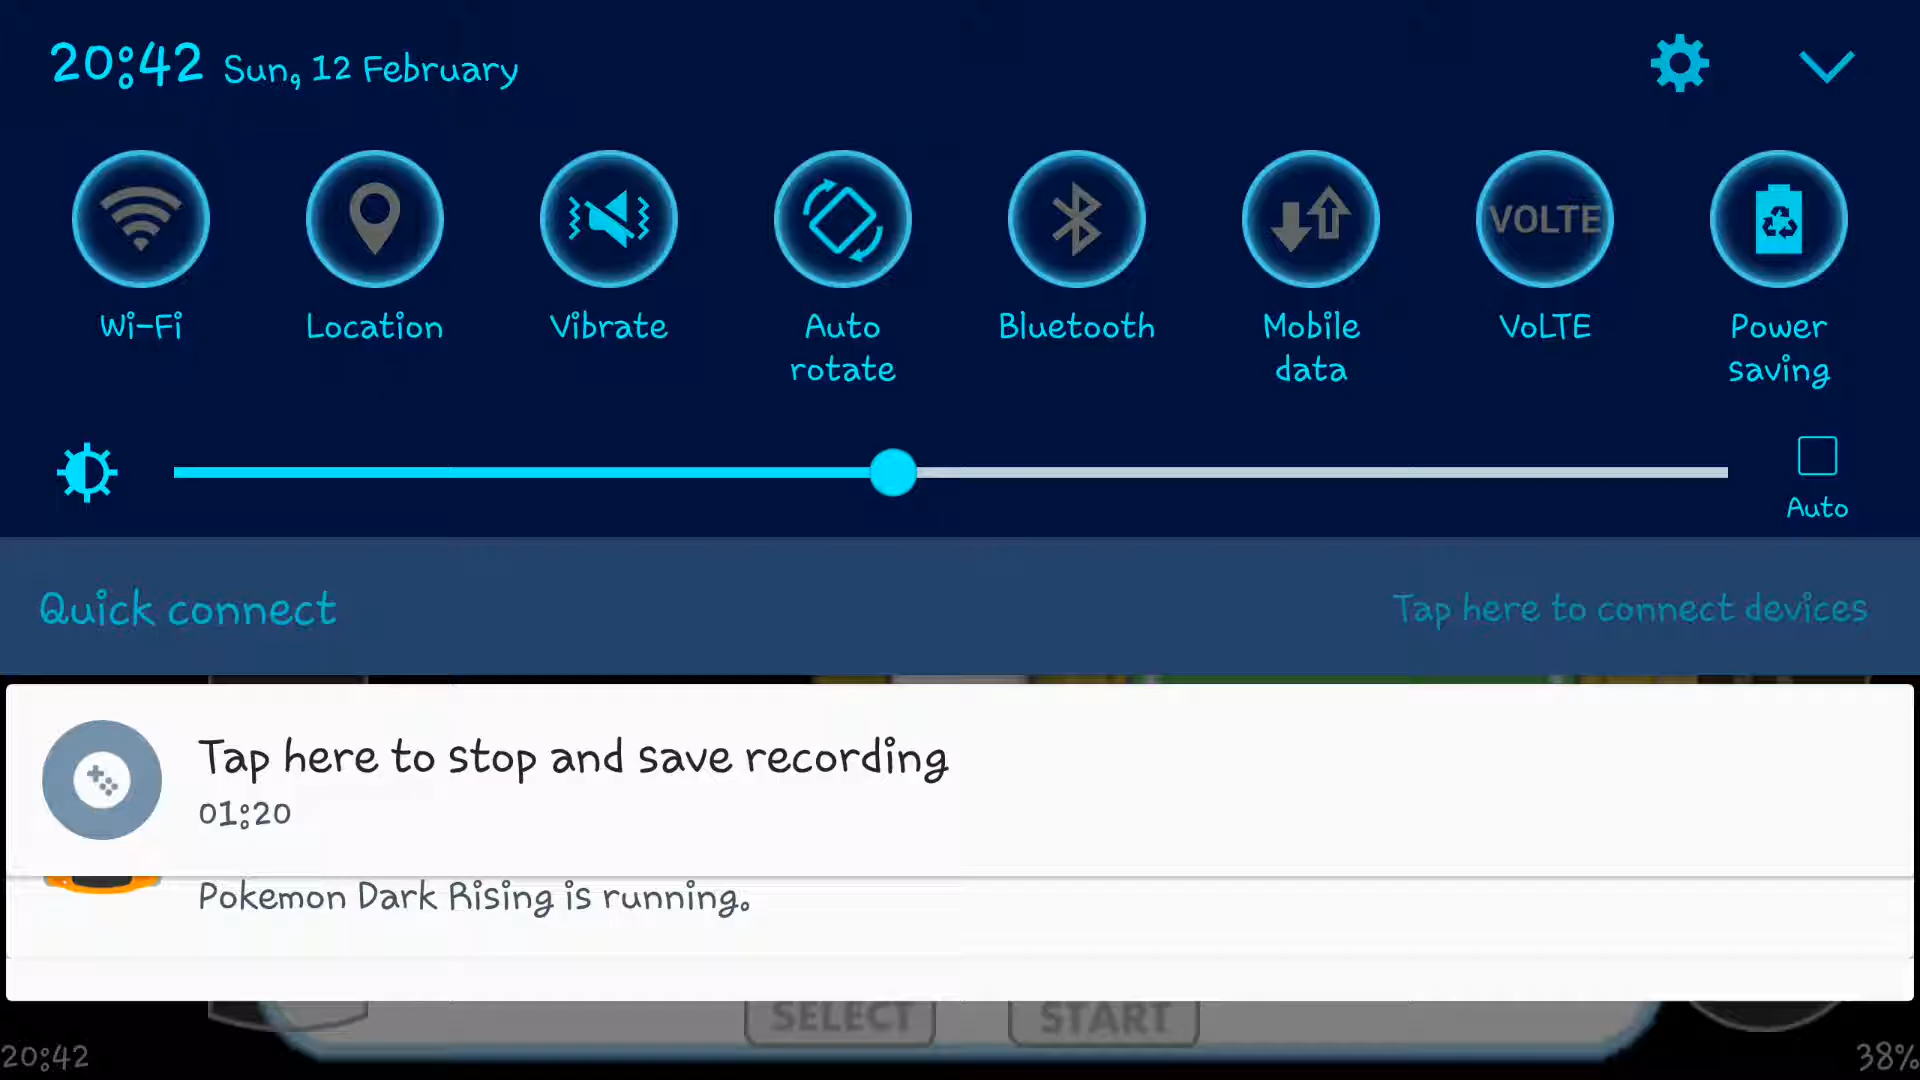 20:42 Sun, 12 February
VOLTE
Wi-Fi
Location
Vibrate
Auto
rotate
Bluetooth
Mobile
data
VoLTE
Power
saving
Auto
Quick connect
Tap here to connect devices
Tap here to stop and save recording
01:20
Pokemon Dark Rising is running.
SELECT
START
20:42
38%